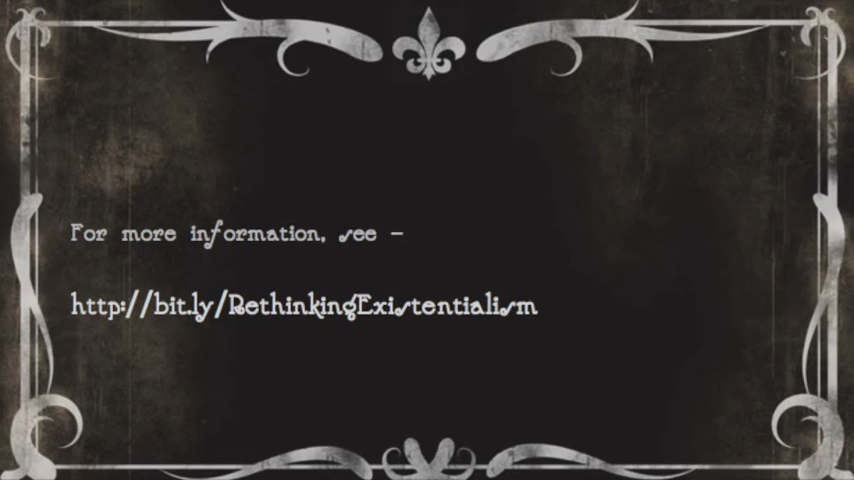 For more information, see -
http://bit.ly/RethinkingExistentialism